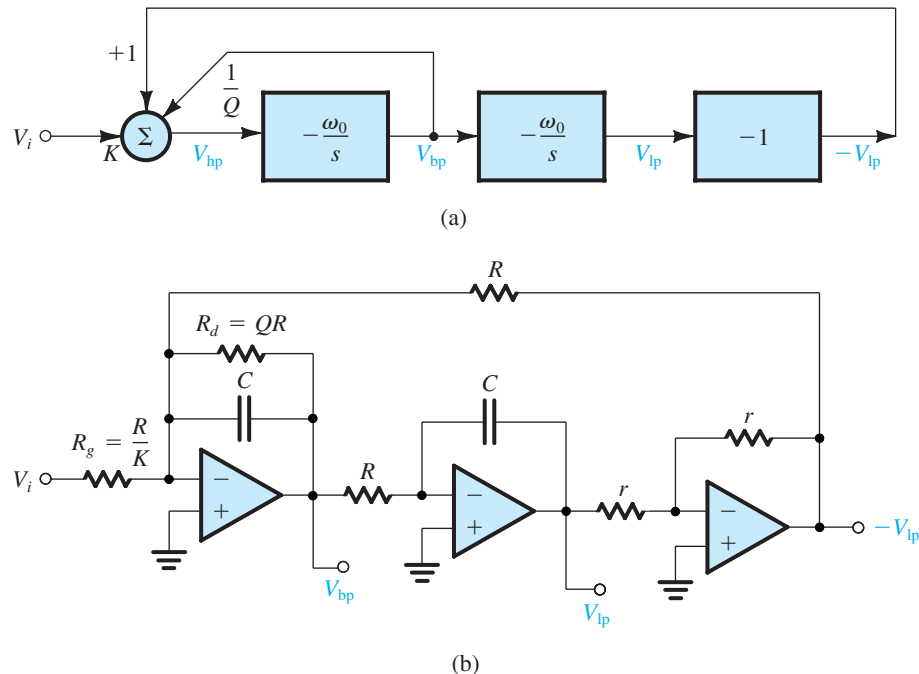 +1
1/Q
V_i
K
Σ
V_hp
−ω_0/s
V_bp
−ω_0/s
V_lp
−1
−V_lp
(a)
R
R_d = QR
C
C
r
R_g = R/K
V_i
−
+
R
−
+
r
−
+
−V_lp
V_bp
V_lp
(b)